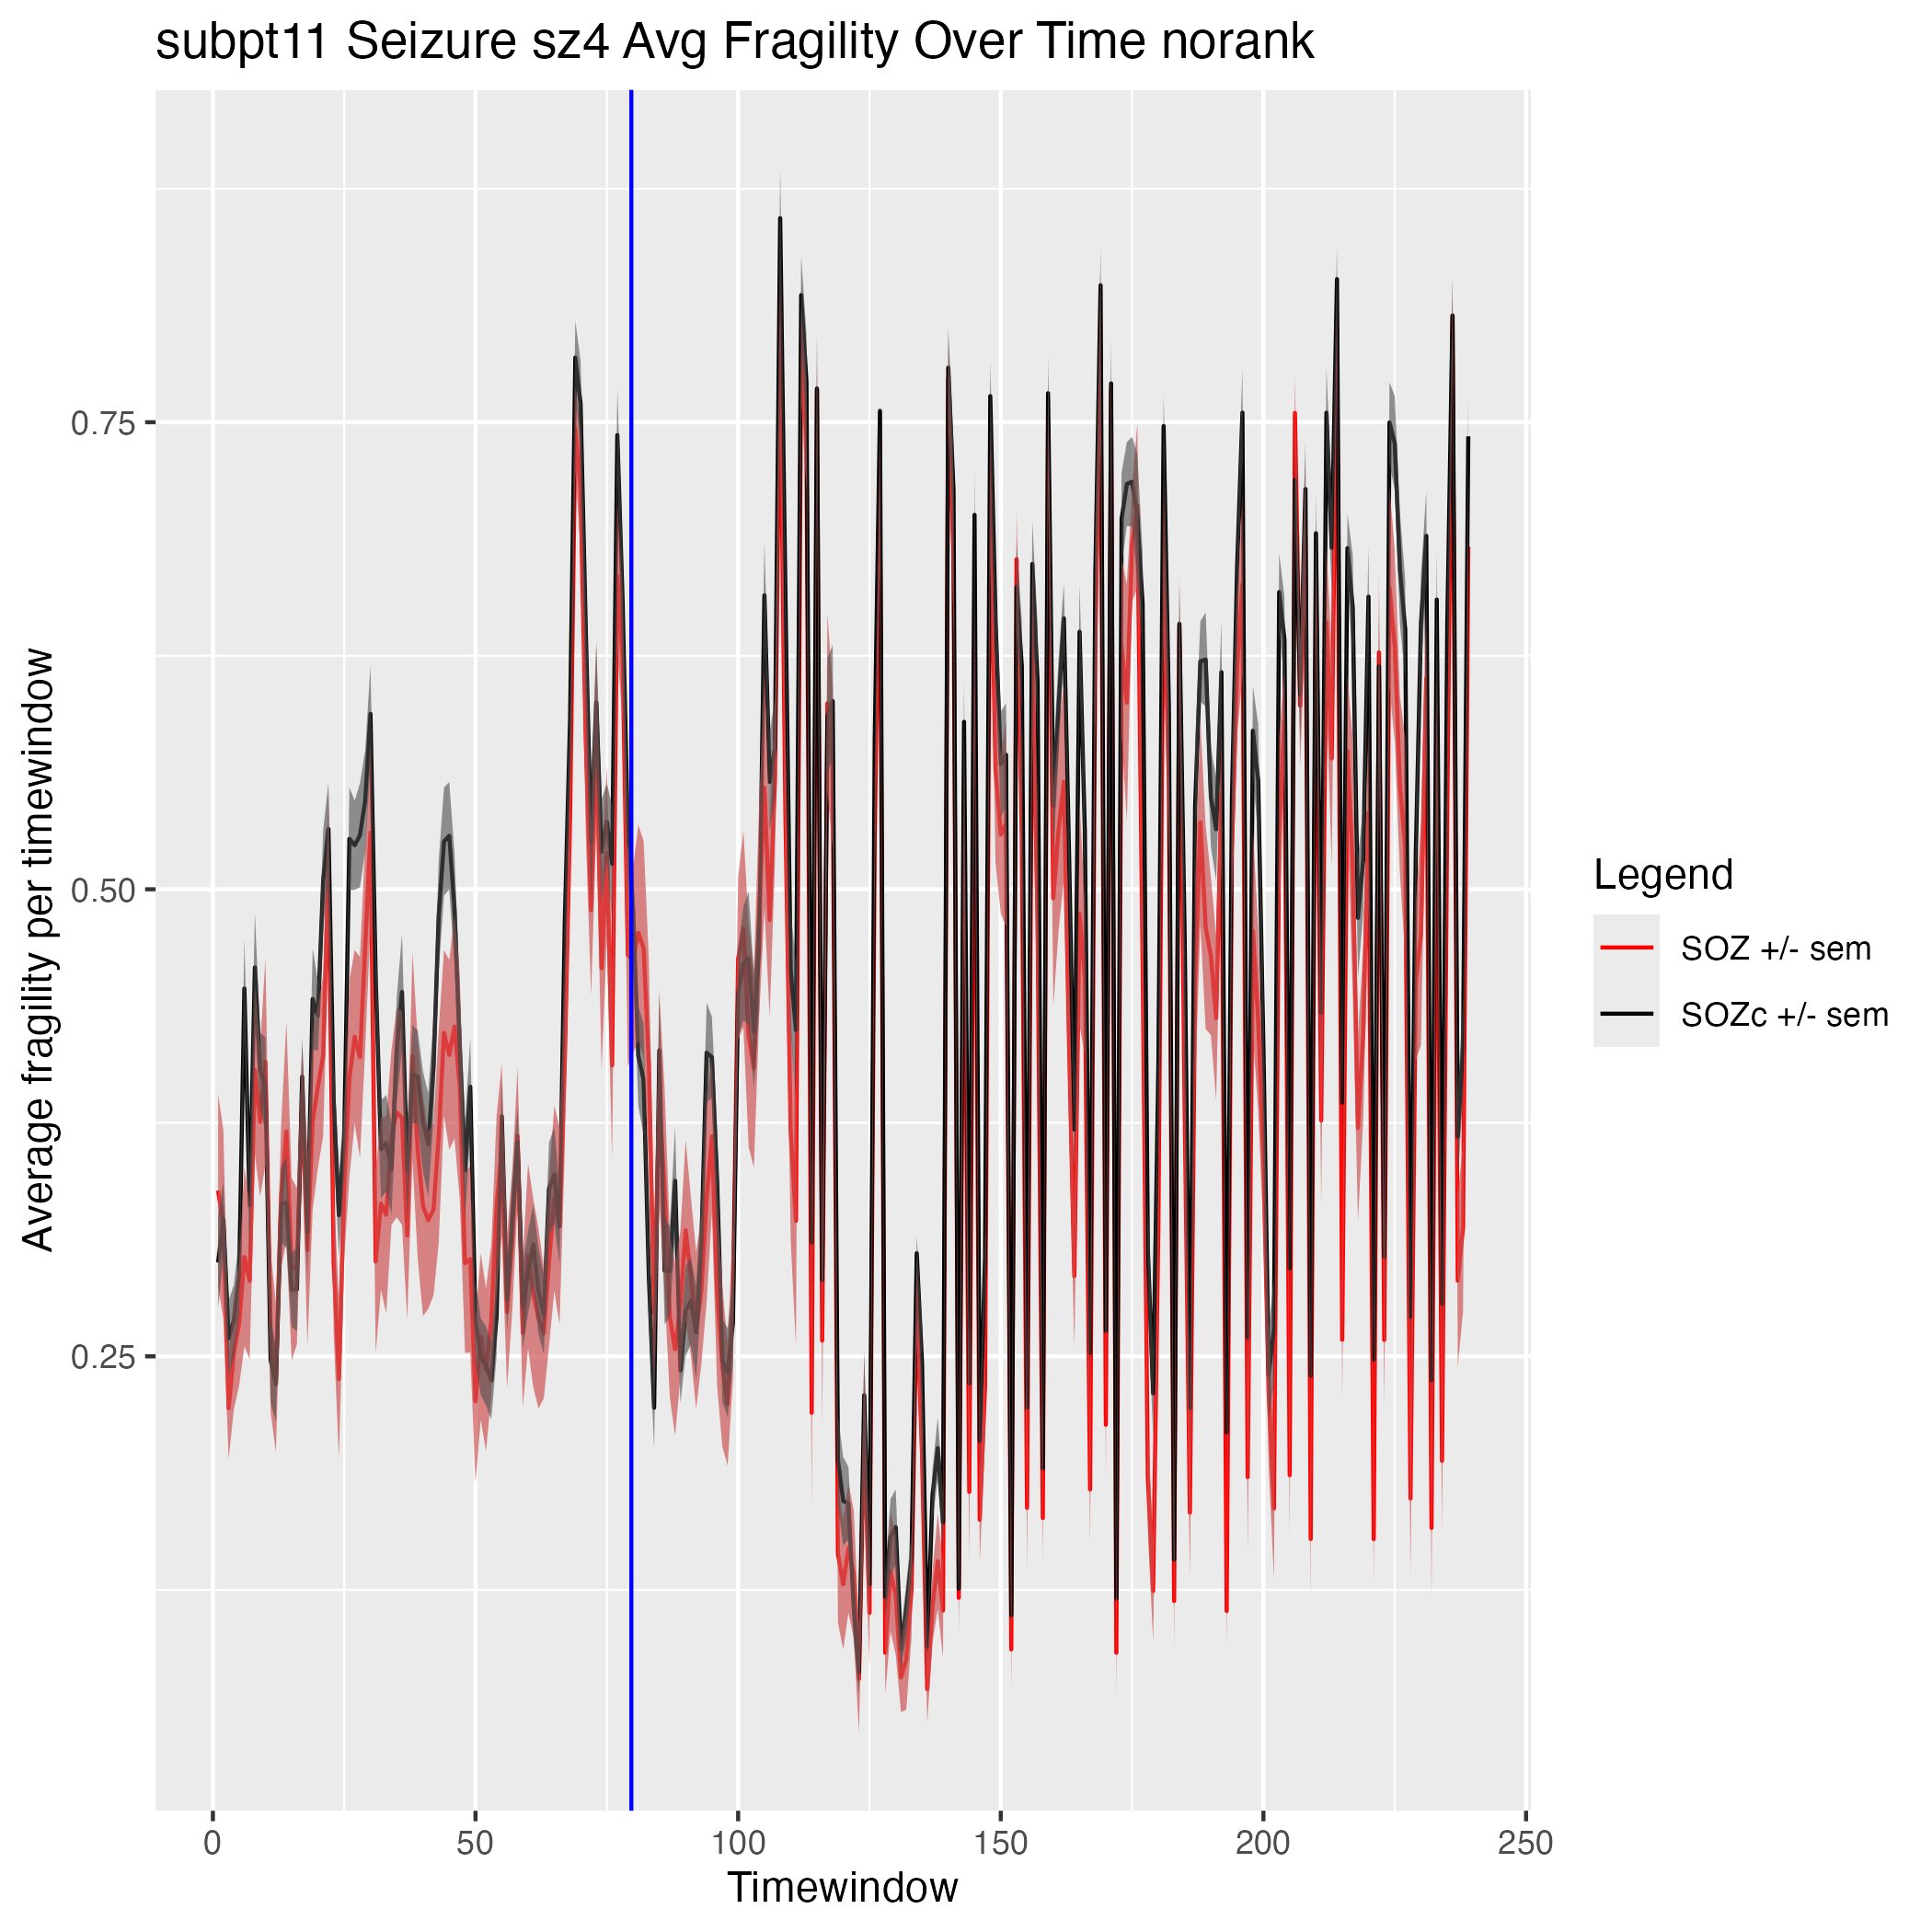 subpt11 Seizure sz4 Avg Fragility Over Time norank
Average fragility per timewindow
0.75
0.50
0.25
0
50
100
150
200
250
Timewindow
Legend
SOZ +/- sem
SOZc +/- sem